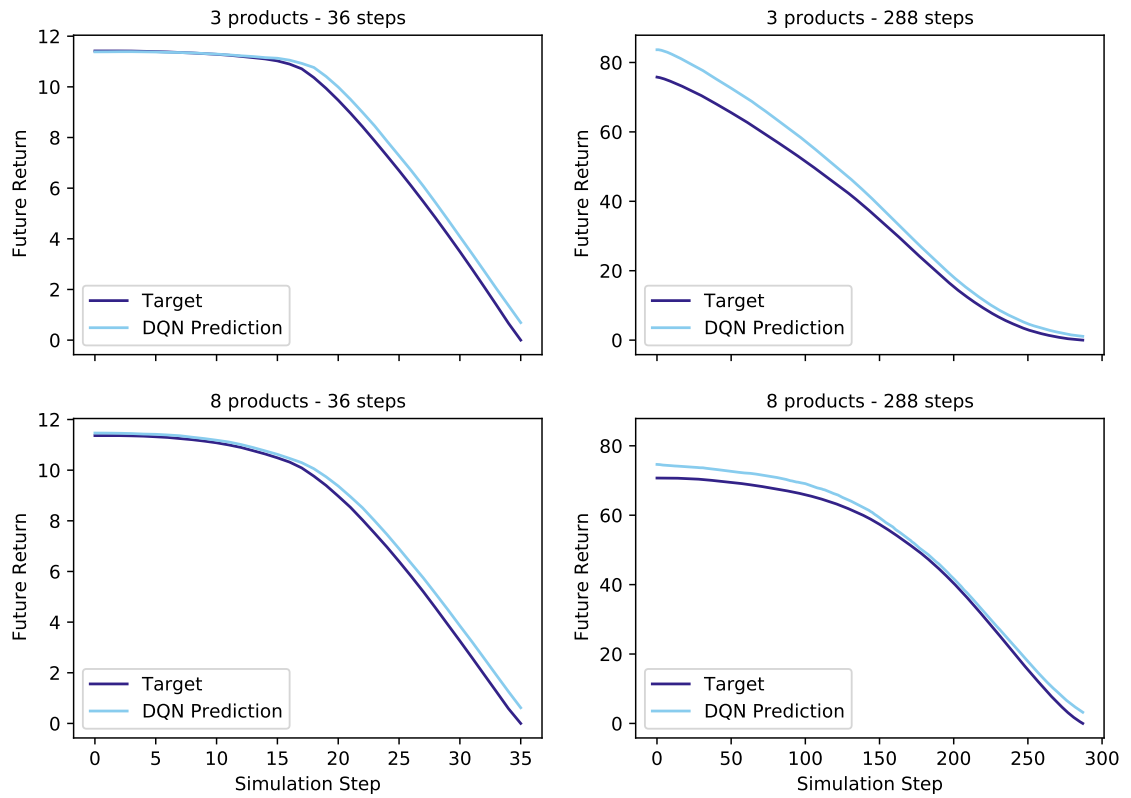 3 products - 36 steps
12
10
8
6
4
2
0
Future Return
Target
DQN Prediction
3 products - 288 steps
80
60
40
20
0
Future Return
Target
DQN Prediction
8 products - 36 steps
12
10
8
6
4
2
0
Future Return
Target
DQN Prediction
0 5 10 15 20 25 30 35
Simulation Step
8 products - 288 steps
80
60
40
20
0
Future Return
Target
DQN Prediction
0 50 100 150 200 250 300
Simulation Step